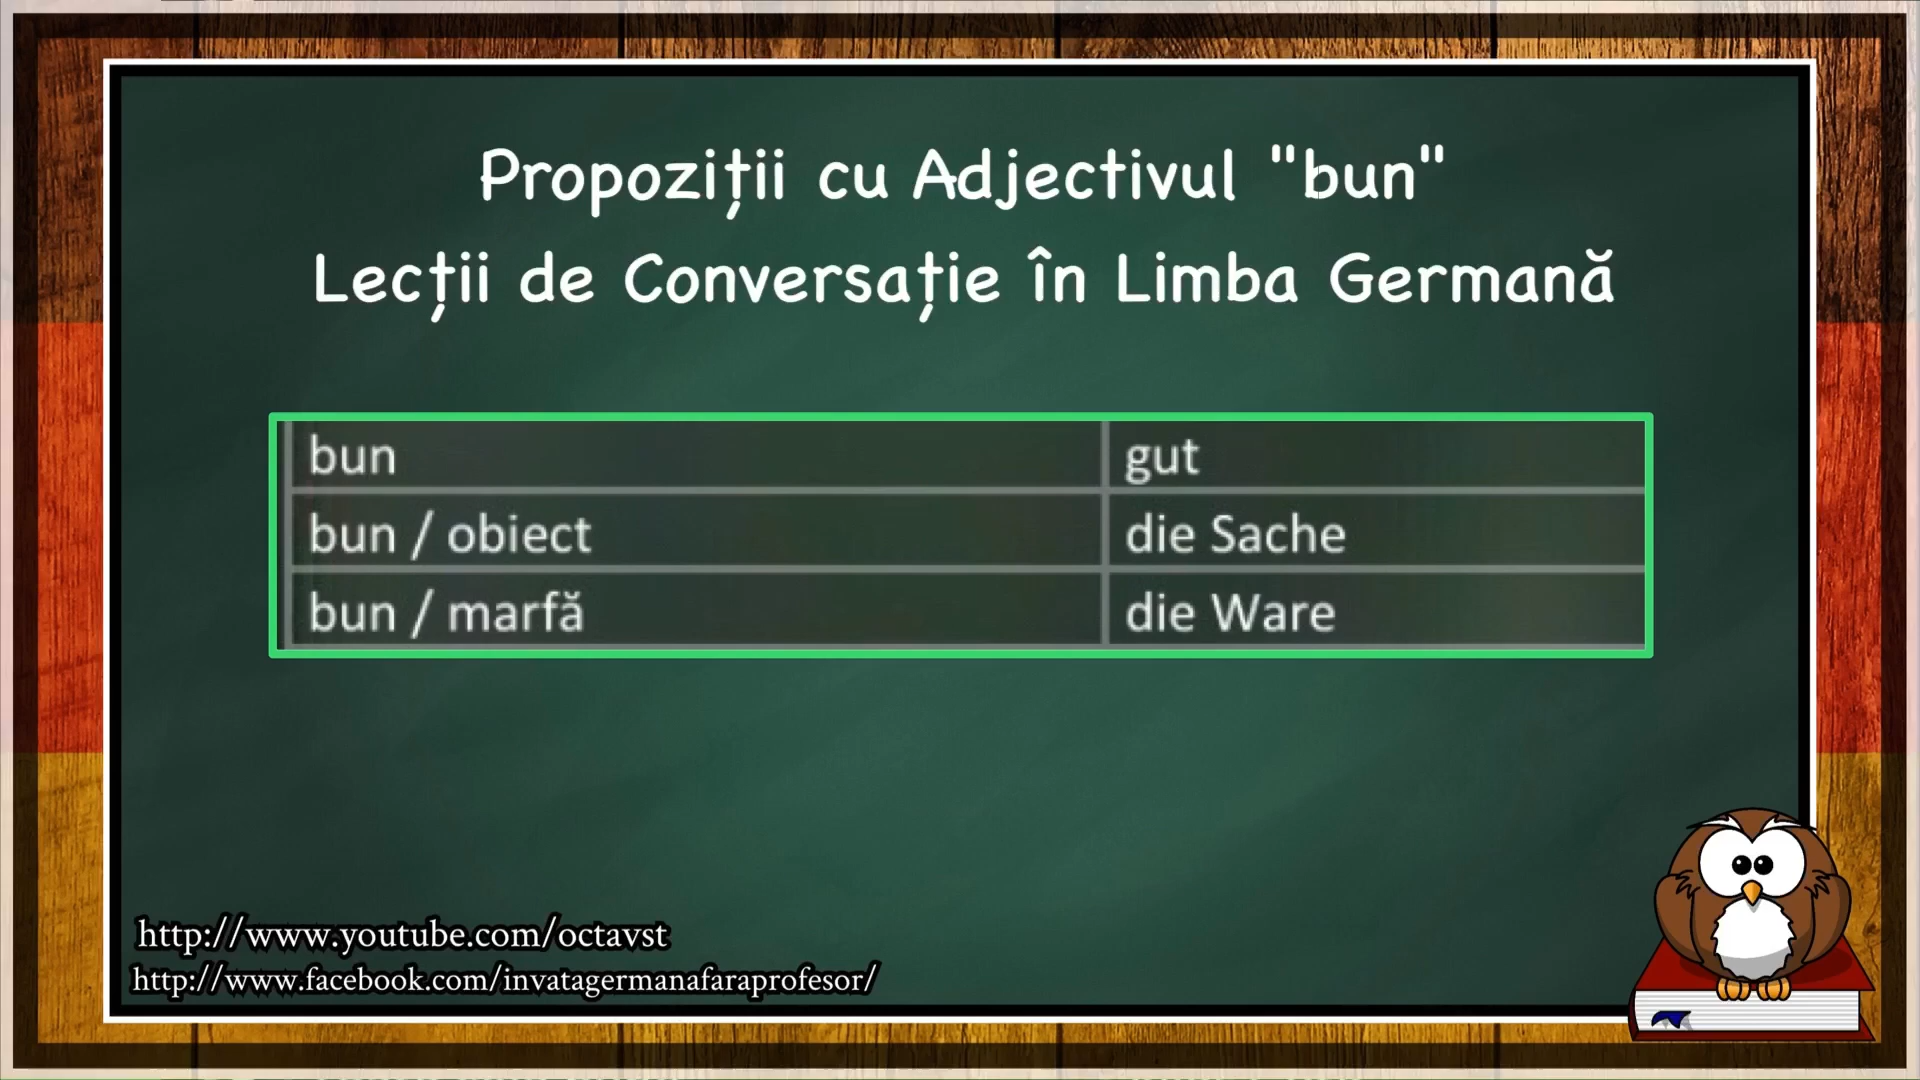 Propoziții cu Adjectivul "bun"
Lecții de Conversație în Limba Germană
bun gut
bun / obiect die Sache
bun / marfă die Ware
http://www.youtube.com/octavst
http://www.facebook.com/invatagermanafaraprofesor/